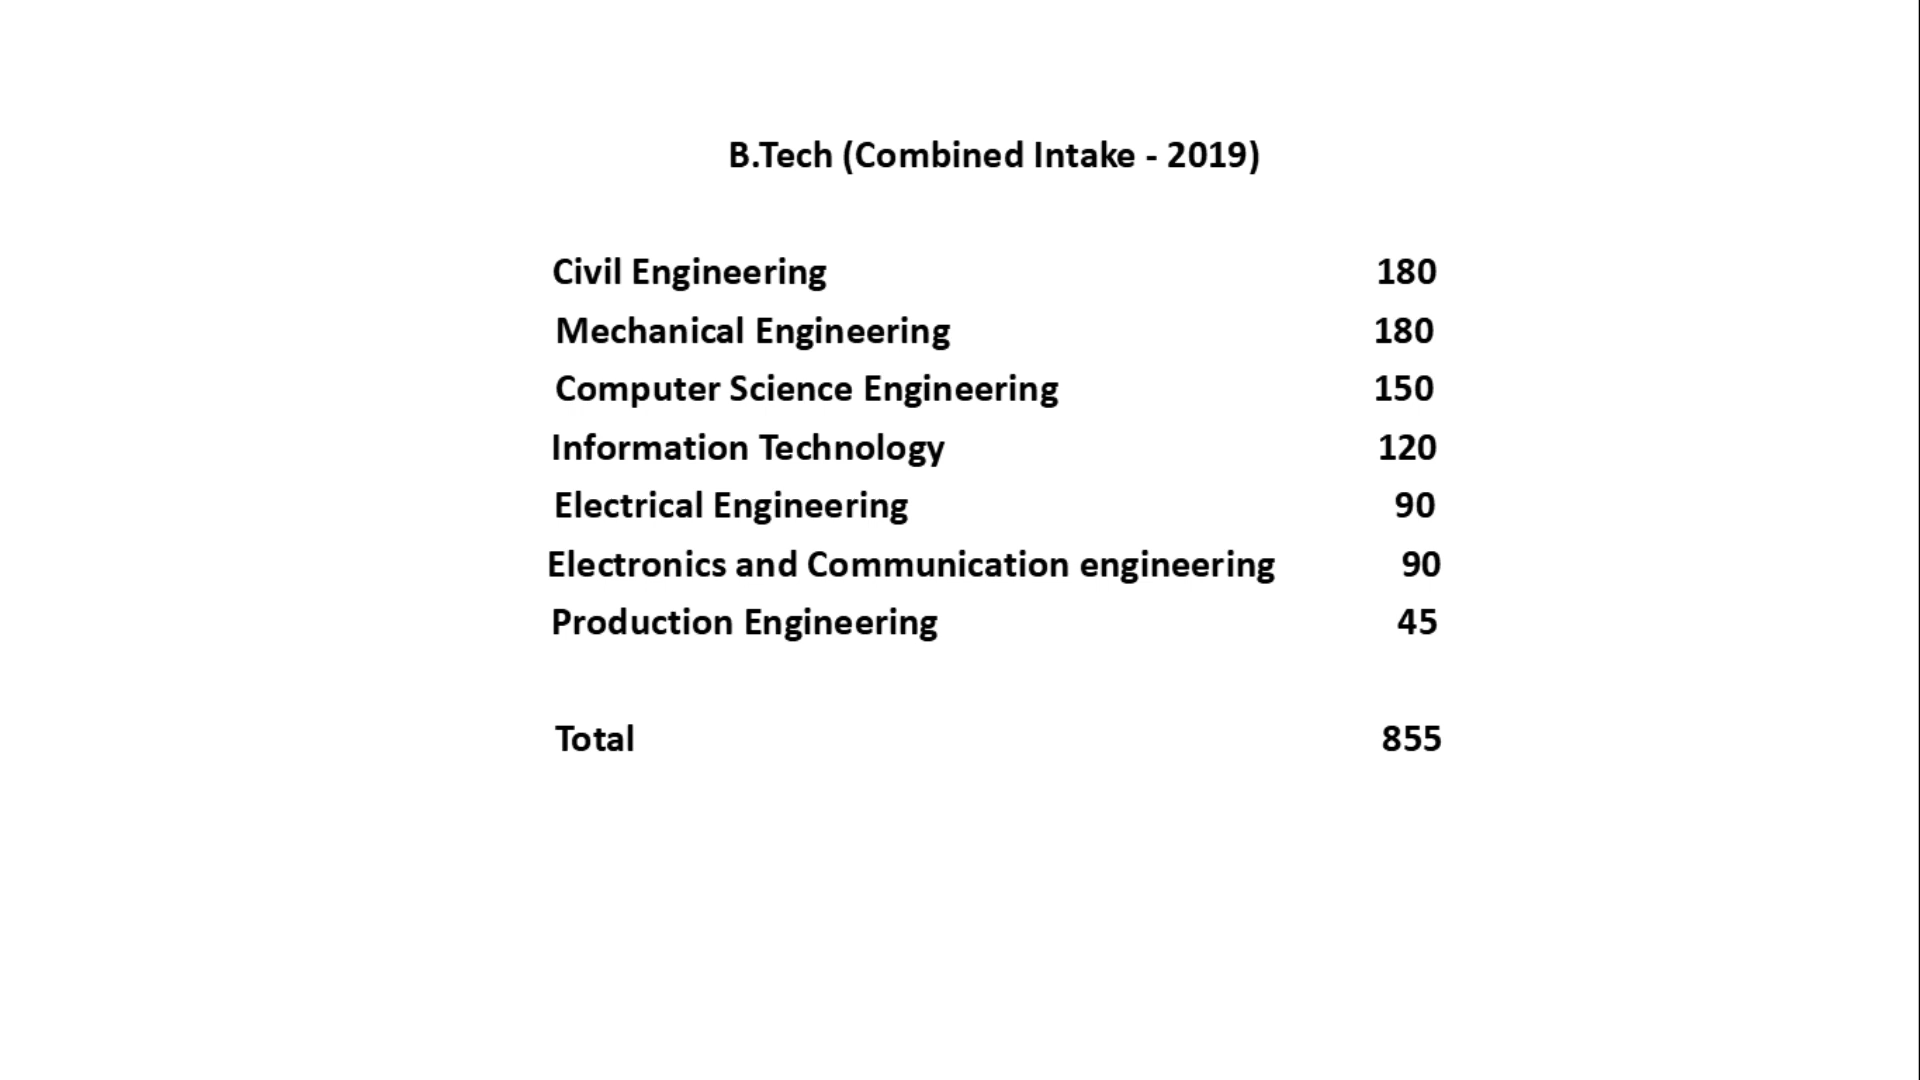 B.Tech (Combined Intake - 2019)
Civil Engineering 180
Mechanical Engineering 180
Computer Science Engineering 150
Information Technology 120
Electrical Engineering 90
Electronics and Communication engineering 90
Production Engineering 45
Total 855